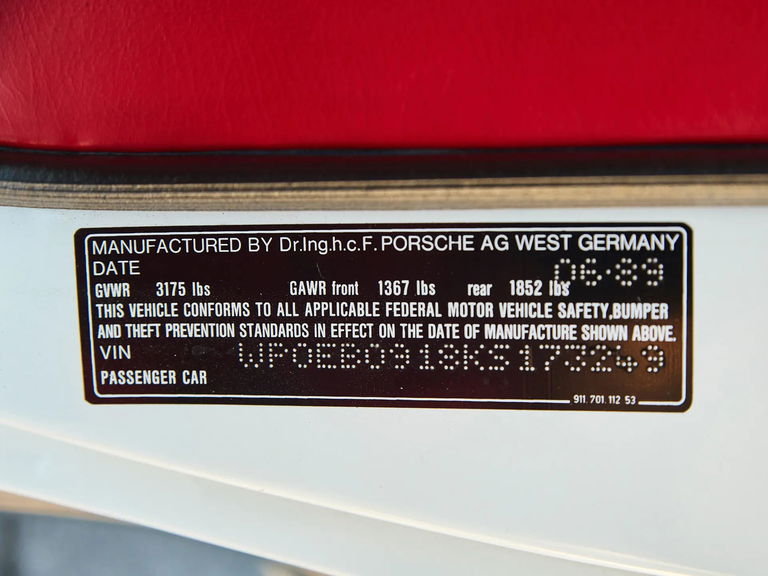 MANUFACTURED BY Dr.Ing.h.c.F. PORSCHE AG WEST GERMANY
DATE 06·89
GVWR 3175 lbs GAWR front 1367 lbs rear 1852 lbs
THIS VEHICLE CONFORMS TO ALL APPLICABLE FEDERAL MOTOR VEHICLE SAFETY,BUMPER
AND THEFT PREVENTION STANDARDS IN EFFECT ON THE DATE OF MANUFACTURE SHOWN ABOVE.
VIN WP0EB0918KS173249
PASSENGER CAR
911.701.112 53